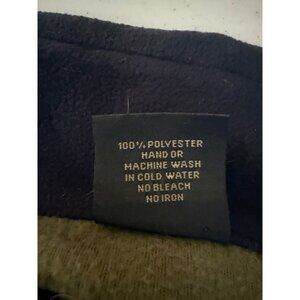 100% POLYESTER
HAND OR
MACHINE WASH
IN COLD WATER
NO BLEACH
NO IRON